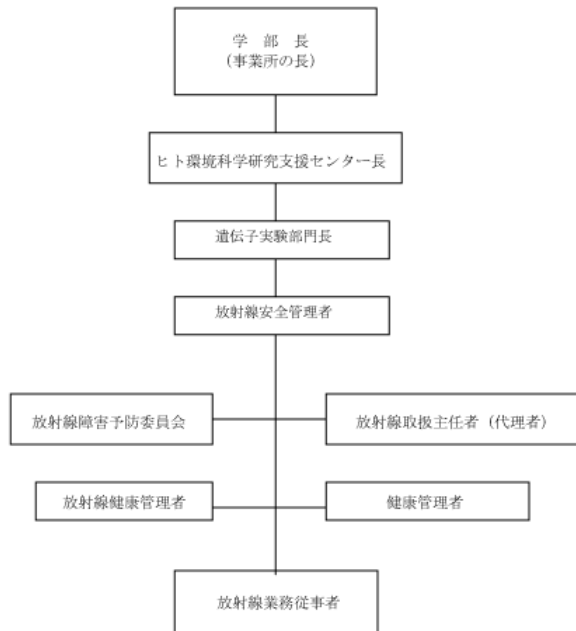 学 部 長
(事業所の長)
ヒト環境科学研究支援センター長
遺伝子実験部門長
放射線安全管理者
放射線障害予防委員会
放射線取扱主任者（代理者）
放射線健康管理者
健康管理者
放射線業務従事者